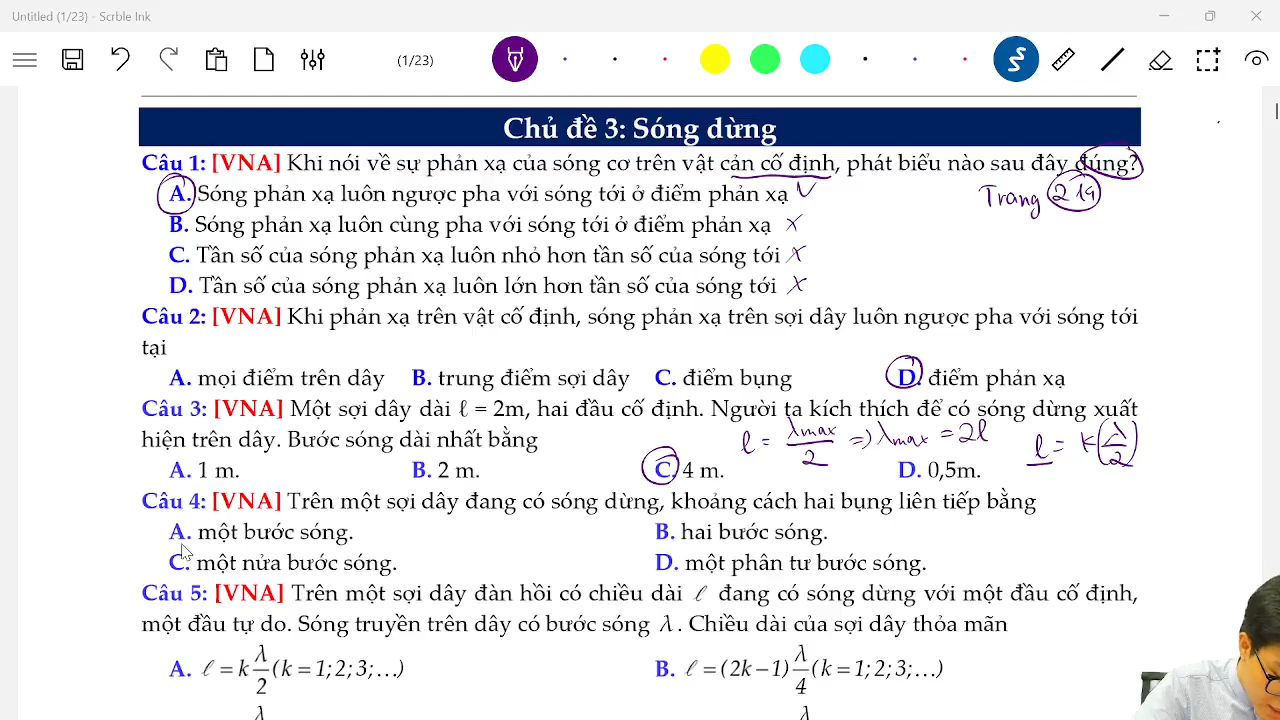 Untitled (1/23) - Scrble Ink
(1/23)
Chủ đề 3: Sóng dừng
Câu 1: [VNA] Khi nói về sự phản xạ của sóng cơ trên vật cản cố định, phát biểu nào sau đây đúng?
A. Sóng phản xạ luôn ngược pha với sóng tới ở điểm phản xạ
Trang 214
B. Sóng phản xạ luôn cùng pha với sóng tới ở điểm phản xạ
C. Tần số của sóng phản xạ luôn nhỏ hơn tần số của sóng tới
D. Tần số của sóng phản xạ luôn lớn hơn tần số của sóng tới
Câu 2: [VNA] Khi phản xạ trên vật cố định, sóng phản xạ trên sợi dây luôn ngược pha với sóng tới
tại
A. mọi điểm trên dây B. trung điểm sợi dây C. điểm bụng D. điểm phản xạ
Câu 3: [VNA] Một sợi dây dài ℓ = 2m, hai đầu cố định. Người ta kích thích để có sóng dừng xuất
hiện trên dây. Bước sóng dài nhất bằng
ℓ = λmax/2 => λmax = 2ℓ ℓ = k(λ/2)
A. 1 m. B. 2 m. C. 4 m. D. 0,5m.
Câu 4: [VNA] Trên một sợi dây đang có sóng dừng, khoảng cách hai bụng liên tiếp bằng
A. một bước sóng. B. hai bước sóng.
C. một nửa bước sóng. D. một phân tư bước sóng.
Câu 5: [VNA] Trên một sợi dây đàn hồi có chiều dài ℓ đang có sóng dừng với một đầu cố định,
một đầu tự do. Sóng truyền trên dây có bước sóng λ. Chiều dài của sợi dây thỏa mãn
A. ℓ = k λ/2 (k = 1; 2; 3; ...) B. ℓ = (2k − 1) λ/4 (k = 1; 2; 3; ...)
λ λ